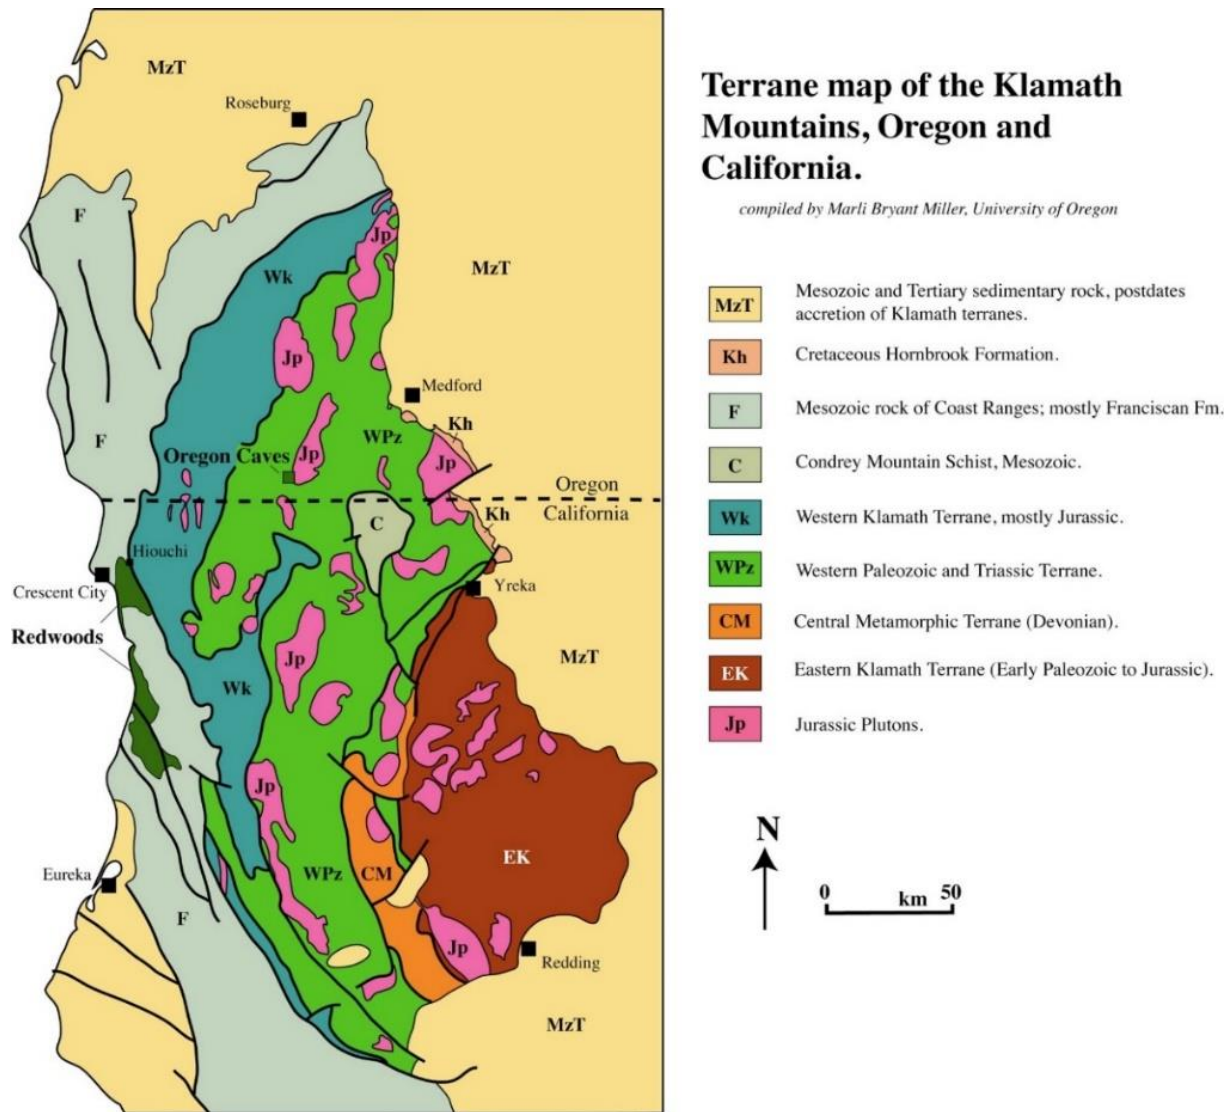 Terrane map of the Klamath
Mountains, Oregon and
California.
compiled by Marli Bryant Miller, University of Oregon
MzT Mesozoic and Tertiary sedimentary rock, postdates
accretion of Klamath terranes.
Kh Cretaceous Hornbrook Formation.
F Mesozoic rock of Coast Ranges; mostly Franciscan Fm.
C Condrey Mountain Schist, Mesozoic.
Wk Western Klamath Terrane, mostly Jurassic.
WPz Western Paleozoic and Triassic Terrane.
CM Central Metamorphic Terrane (Devonian).
EK Eastern Klamath Terrane (Early Paleozoic to Jurassic).
Jp Jurassic Plutons.
N
0 km 50
MzT
Roseburg
F
Jp
MzT
Wk
Jp
Medford
Kh
WPz
F
Oregon Caves
Jp
Jp
Oregon
California
Kh
C
Hiouchi
Yreka
Crescent City
Redwoods
MzT
Jp
Wk
Jp
EK
Eureka
WPz
CM
F
Jp
Redding
MzT